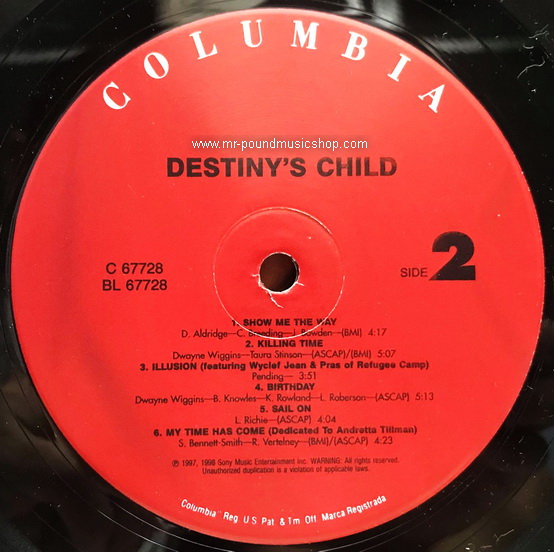 COLUMBIA
www.mr-poundmusicshop.com
DESTINY'S CHILD
C 67728
BL 67728
SIDE 2
1. SHOW ME THE WAY
D. Aldridge—C. Breeding—J. Bowden—(BMI) 4:17
2. KILLING TIME
Dwayne Wiggins—Taura Stinson—(ASCAP)/(BMI) 5:07
3. ILLUSION (featuring Wyclef Jean & Pras of Refugee Camp)
Pending— 3:51
4. BIRTHDAY
Dwayne Wiggins—B. Knowles—K. Rowland—L. Roberson—(ASCAP) 5:13
5. SAIL ON
L. Richie—(ASCAP) 4:04
6. MY TIME HAS COME (Dedicated To Andretta Tillman)
S. Bennett-Smith—R. Vertelney—(BMI)/(ASCAP) 4:23
℗ 1997, 1998 Sony Music Entertainment Inc. WARNING: All rights reserved.
Unauthorized duplication is a violation of applicable laws.
Columbia" Reg. U.S. Pat. & Tm. Off. Marca Registrada